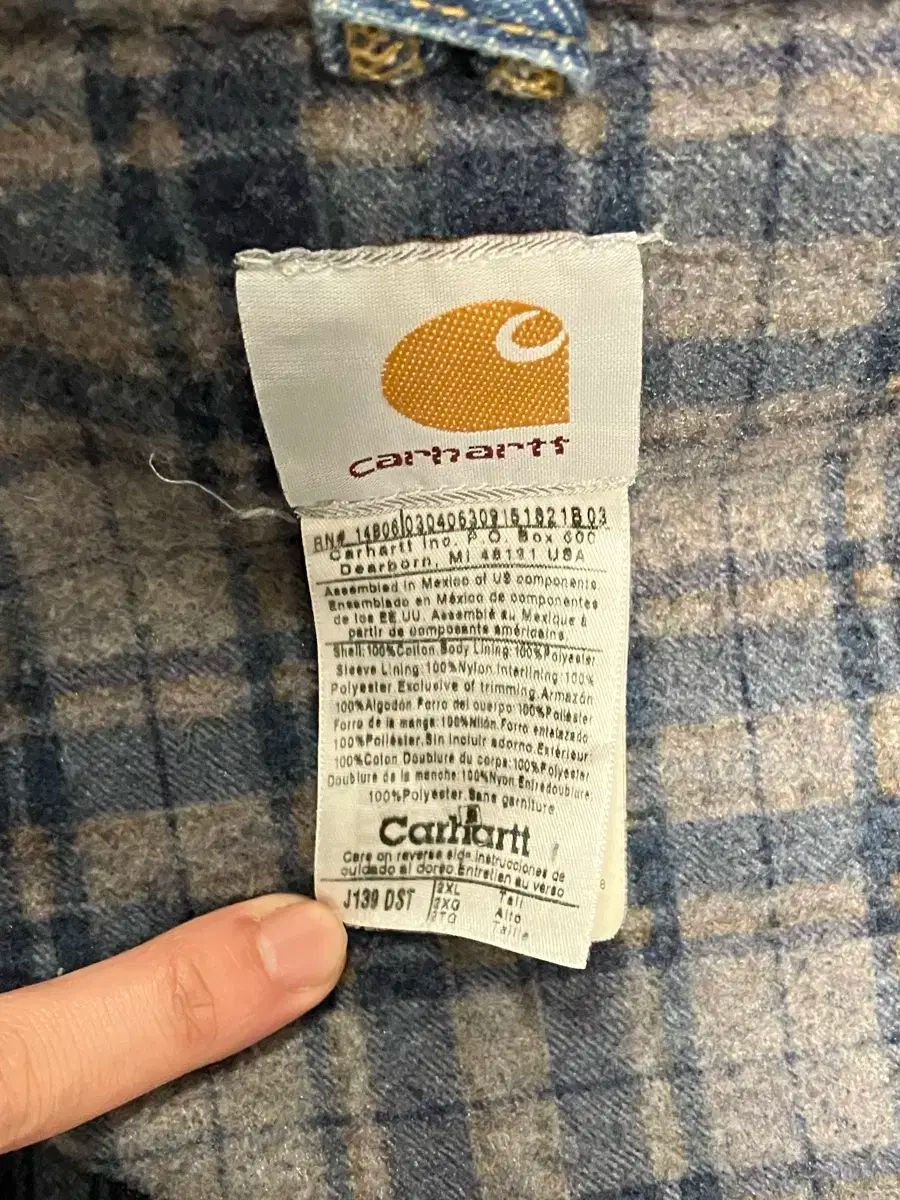 carhartt
RN# 14806 030406309151821B03
Carhartt Inc. P.O. Box 600
Dearborn, MI 48121 USA
Assembled in Mexico of US components
Ensamblado en México de componentes
de los EE.UU. Assemblé au Mexique à
partir de composants américains
Shell:100%Cotton.Body Lining:100%Polyester
Sleeve Lining:100%Nylon.Interlining:100%
Polyester.Exclusive of trimming.Armazón
100%Algodón.Forro del cuerpo:100%Poliéster
Forro de la manga:100%Nilón.Forro entelazado
100%Poliéster.Sin incluir adorno.Extérieur
100%Coton.Doublure du corps:100%Polyester
Doublure de la manche:100%Nylon Entredoublure:
100%Polyester.Sans garniture
Carhartt
Care on reverse side.Instrucciones de
cuidado al dorso.Entretien au verso
J139 DST 2XL Tall
2XG Alto
2TG Taille